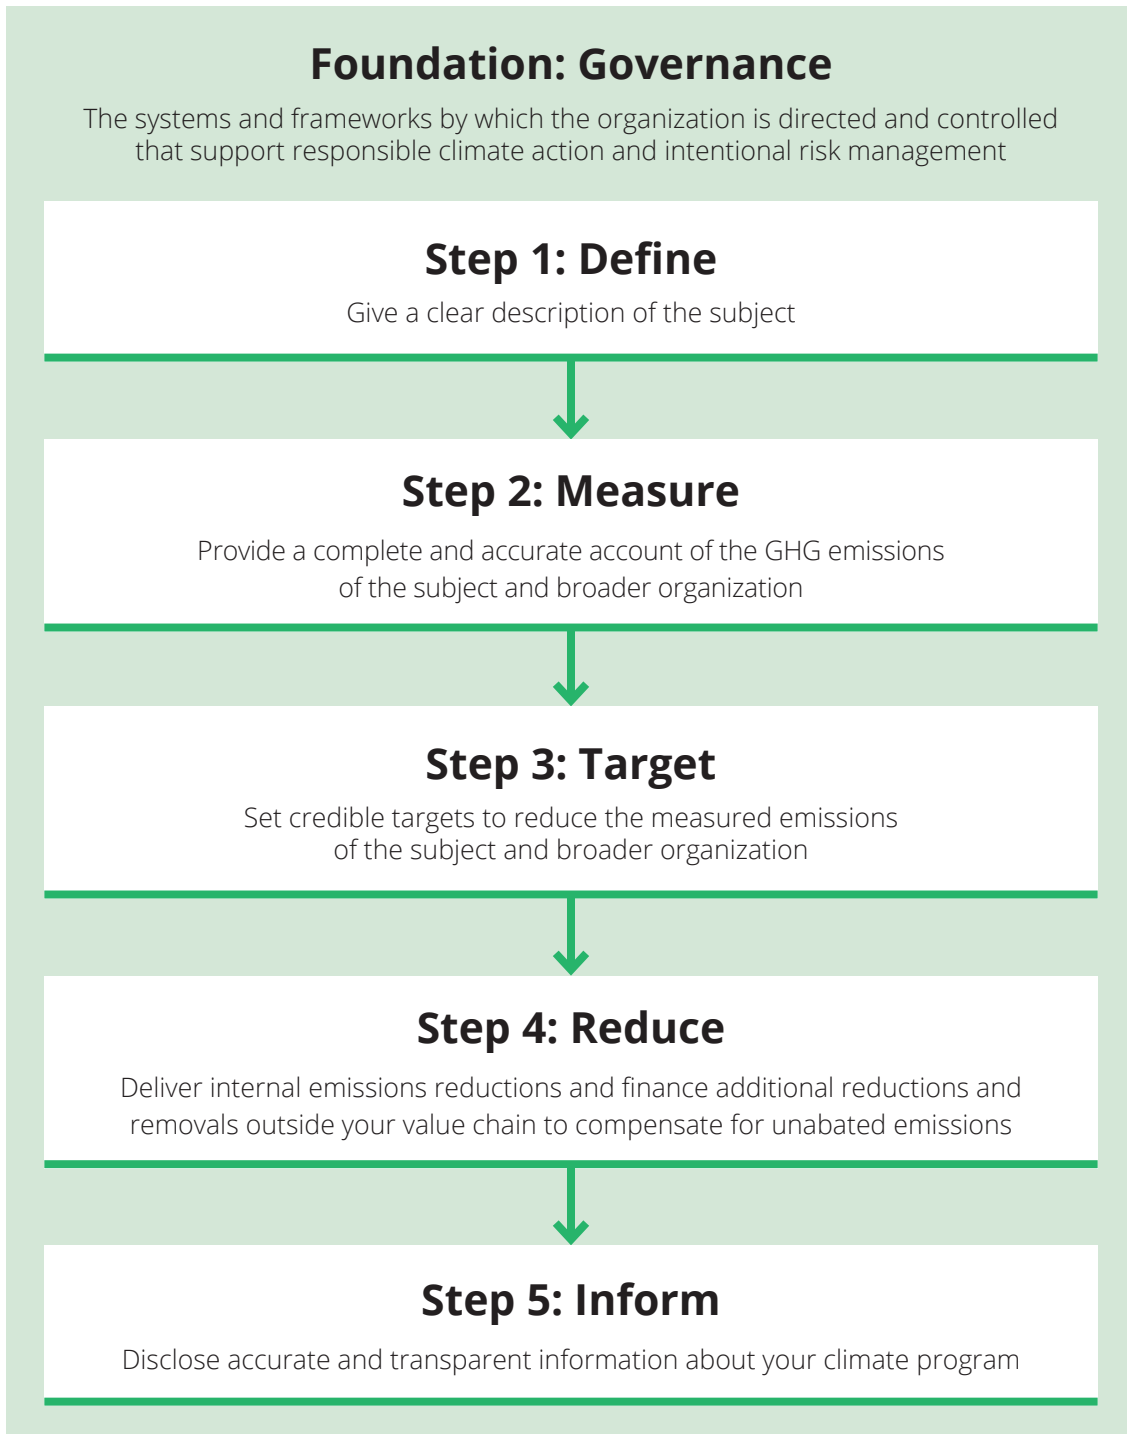 Foundation: Governance
The systems and frameworks by which the organization is directed and controlled
that support responsible climate action and intentional risk management
Step 1: Define
Give a clear description of the subject
Step 2: Measure
Provide a complete and accurate account of the GHG emissions
of the subject and broader organization
Step 3: Target
Set credible targets to reduce the measured emissions
of the subject and broader organization
Step 4: Reduce
Deliver internal emissions reductions and finance additional reductions and
removals outside your value chain to compensate for unabated emissions
Step 5: Inform
Disclose accurate and transparent information about your climate program